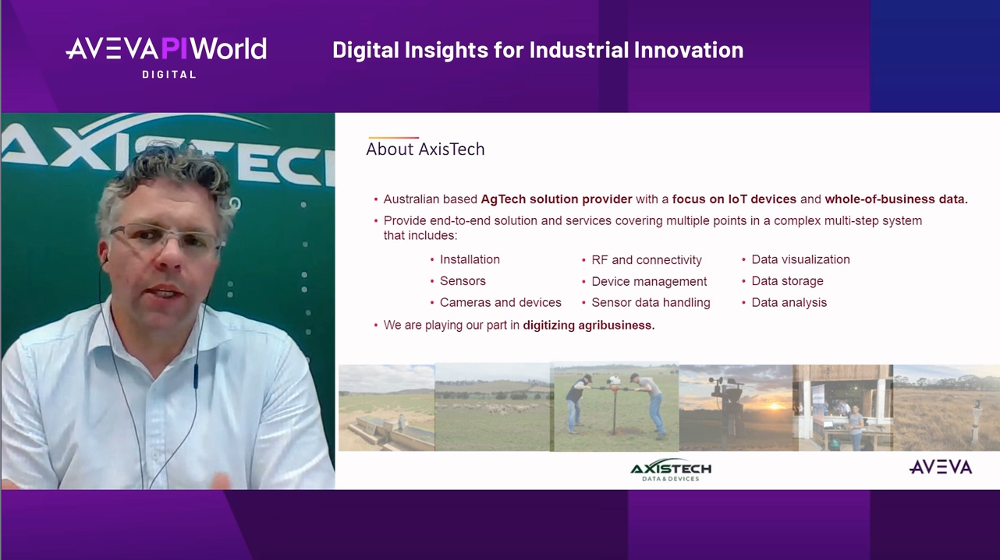 AVEVA PI World
DIGITAL
Digital Insights for Industrial Innovation
AXISTECH
About AxisTech
• Australian based AgTech solution provider with a focus on IoT devices and whole-of-business data.
• Provide end-to-end solution and services covering multiple points in a complex multi-step system
that includes:
• Installation
• Sensors
• Cameras and devices
• RF and connectivity
• Device management
• Sensor data handling
• Data visualization
• Data storage
• Data analysis
• We are playing our part in digitizing agribusiness.
AXISTECH
DATA & DEVICES
AVEVA